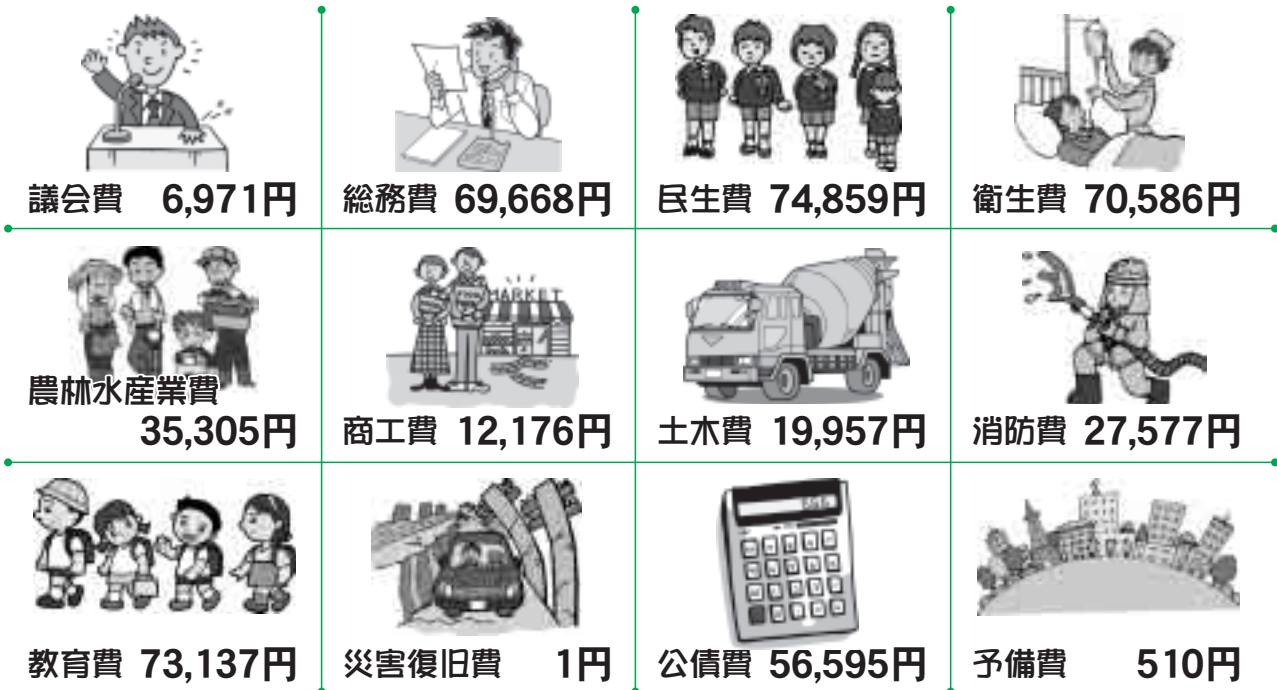 議会費 6,971円
総務費 69,668円
民生費 74,859円
衛生費 70,586円
MARKET
農林水産業費
35,305円
商工費 12,176円
土木費 19,957円
消防費 27,577円
教育費 73,137円
災害復旧費 1円
公債費 56,595円
予備費 510円